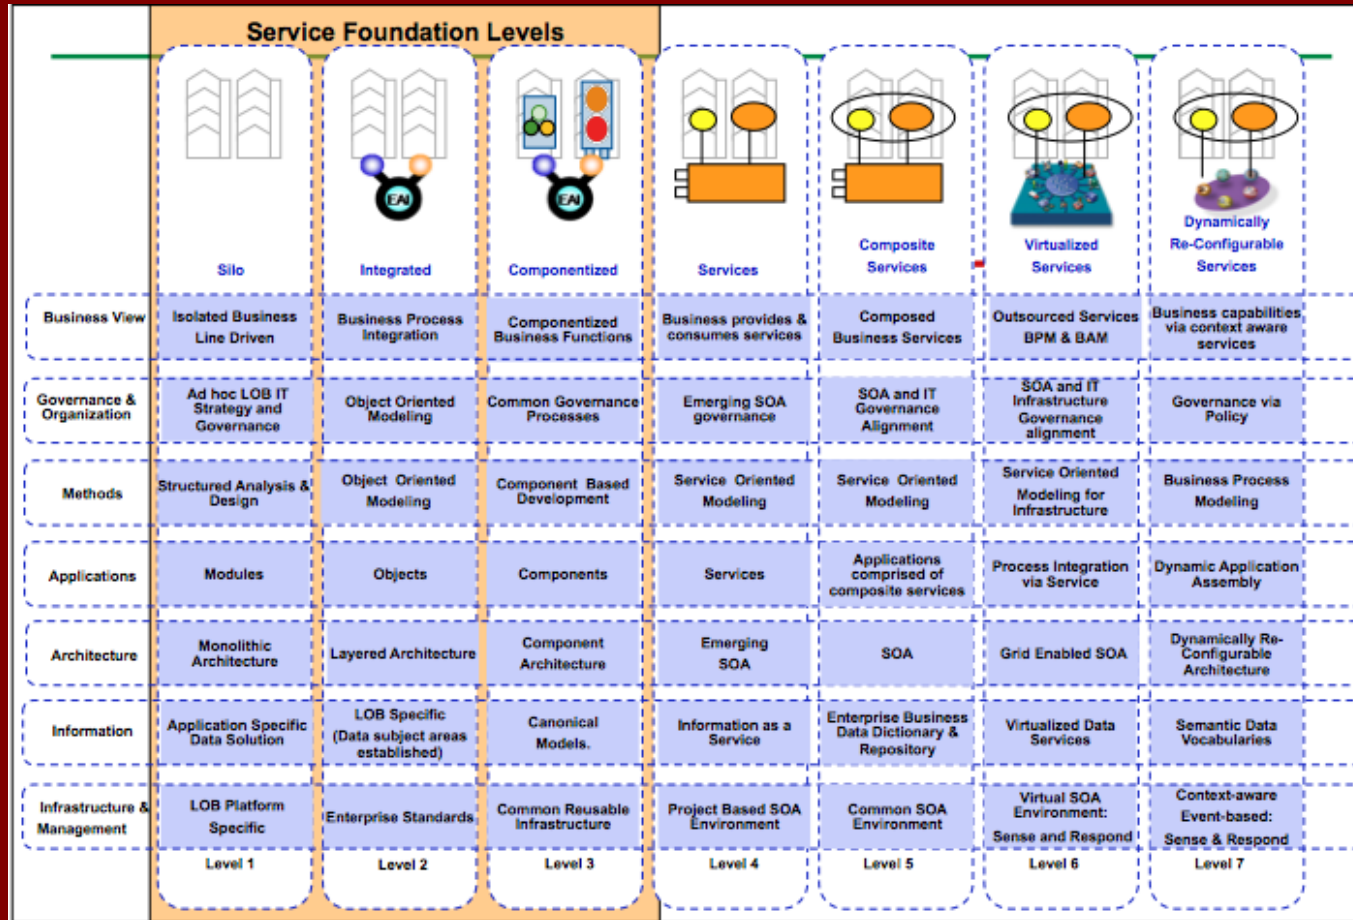 Service Foundation Levels
EAI
EAI
Silo
Integrated
Componentized
Services
Composite
Services
Virtualized
Services
Dynamically
Re-Configurable
Services
Business View
Isolated Business
Line Driven
Business Process
Integration
Componentized
Business Functions
Business provides &
consumes services
Composed
Business Services
Outsourced Services
BPM & BAM
Business capabilities
via context aware
services
Governance &
Organization
Ad hoc LOB IT
Strategy and
Governance
Object Oriented
Modeling
Common Governance
Processes
Emerging SOA
governance
SOA and IT
Governance
Alignment
SOA and IT
Infrastructure
Governance
alignment
Governance via
Policy
Methods
Structured Analysis &
Design
Object Oriented
Modeling
Component Based
Development
Service Oriented
Modeling
Service Oriented
Modeling
Service Oriented
Modeling for
Infrastructure
Business Process
Modeling
Applications
Modules
Objects
Components
Services
Applications
comprised of
composite services
Process Integration
via Service
Dynamic Application
Assembly
Architecture
Monolithic
Architecture
Layered Architecture
Component
Architecture
Emerging
SOA
SOA
Grid Enabled SOA
Dynamically Re-
Configurable
Architecture
Information
Application Specific
Data Solution
LOB Specific
(Data subject areas
established)
Canonical
Models.
Information as a
Service
Enterprise Business
Data Dictionary &
Repository
Virtualized Data
Services
Semantic Data
Vocabularies
Infrastructure &
Management
LOB Platform
Specific
Enterprise Standards
Common Reusable
Infrastructure
Project Based SOA
Environment
Common SOA
Environment
Virtual SOA
Environment:
Sense and Respond
Context-aware
Event-based:
Sense & Respond
Level 1
Level 2
Level 3
Level 4
Level 5
Level 6
Level 7